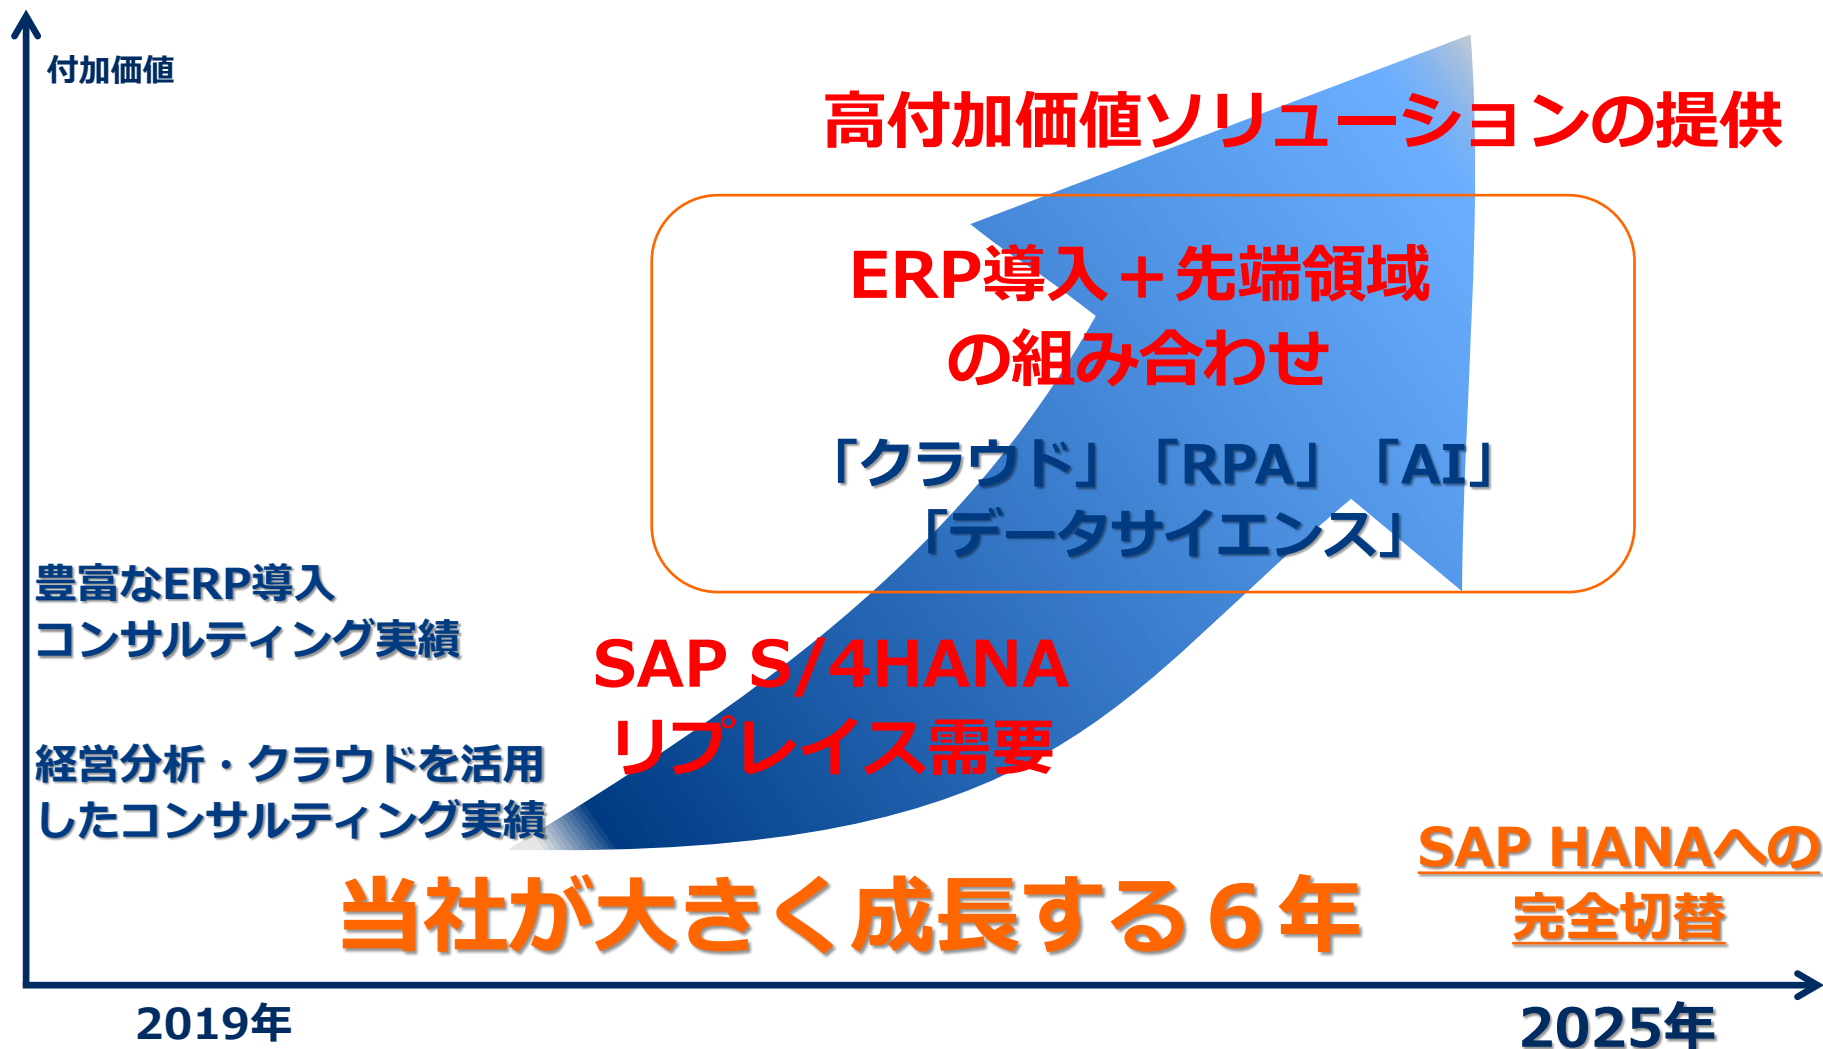 付加価値
高付加価値ソリューションの提供
ERP導入＋先端領域
の組み合わせ
「クラウド」「RPA」「AI」
「データサイエンス」
豊富なERP導入
コンサルティング実績
SAP S/4HANA
リプレイス需要
経営分析・クラウドを活用
したコンサルティング実績
SAP HANAへの
完全切替
当社が大きく成長する６年
2019年
2025年